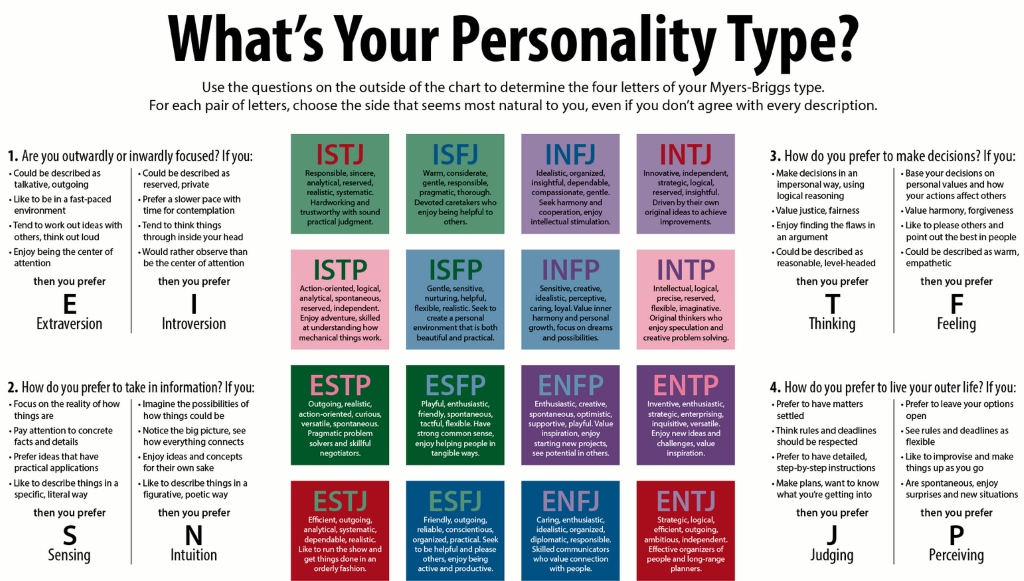 What's Your Personality Type?
Use the questions on the outside of the chart to determine the four letters of your Myers-Briggs type.
For each pair of letters, choose the side that seems most natural to you, even if you don't agree with every description.
1. Are you outwardly or inwardly focused? If you:
• Could be described as
talkative, outgoing
• Like to be in a fast-paced
environment
• Tend to work out ideas with
others, think out loud
• Enjoy being the center of
attention
then you prefer
E
Extraversion
• Could be described as
reserved, private
• Prefer a slower pace with
time for contemplation
• Tend to think things
through inside your head
• Would rather observe than
be the center of attention
then you prefer
I
Introversion
2. How do you prefer to take in information? If you:
• Focus on the reality of how
things are
• Pay attention to concrete
facts and details
• Prefer ideas that have
practical applications
• Like to describe things in a
specific, literal way
then you prefer
S
Sensing
• Imagine the possibilities of
how things could be
• Notice the big picture, see
how everything connects
• Enjoy ideas and concepts
for their own sake
• Like to describe things in a
figurative, poetic way
then you prefer
N
Intuition
ISTJ
Responsible, sincere,
analytical, reserved,
realistic, systematic.
Hardworking and
trustworthy with sound
practical judgment.
ISFJ
Warm, considerate,
gentle, responsible,
pragmatic, thorough.
Devoted caretakers who
enjoy being helpful to
others.
INFJ
Idealistic, organized,
insightful, dependable,
compassionate, gentle.
Seek harmony and
cooperation, enjoy
intellectual stimulation.
INTJ
Innovative, independent,
strategic, logical,
reserved, insightful.
Driven by their own
original ideas to achieve
improvements.
ISTP
Action-oriented, logical,
analytical, spontaneous,
reserved, independent.
Enjoy adventure, skilled
at understanding how
mechanical things work.
ISFP
Gentle, sensitive,
nurturing, helpful,
flexible, realistic. Seek to
create a personal
environment that is both
beautiful and practical.
INFP
Sensitive, creative,
idealistic, perceptive,
caring, loyal. Value inner
harmony and personal
growth, focus on dreams
and possibilities.
INTP
Intellectual, logical,
precise, reserved,
flexible, imaginative.
Original thinkers who
enjoy speculation and
creative problem solving.
ESTP
Outgoing, realistic,
action-oriented, curious,
versatile, spontaneous.
Pragmatic problem
solvers and skillful
negotiators.
ESFP
Playful, enthusiastic,
friendly, spontaneous,
tactful, flexible. Have
strong common sense,
enjoy helping people in
tangible ways.
ENFP
Enthusiastic, creative,
spontaneous, optimistic,
supportive, playful. Value
inspiration, enjoy
starting new projects,
see potential in others.
ENTP
Inventive, enthusiastic,
strategic, enterprising,
inquisitive, versatile.
Enjoy new ideas and
challenges, value
inspiration.
ESTJ
Efficient, outgoing,
analytical, systematic,
dependable, realistic.
Like to run the show and
get things done in an
orderly fashion.
ESFJ
Friendly, outgoing,
reliable, conscientious,
organized, practical. Seek
to be helpful and please
others, enjoy being
active and productive.
ENFJ
Caring, enthusiastic,
idealistic, organized,
diplomatic, responsible.
Skilled communicators
who value connection
with people.
ENTJ
Strategic, logical,
efficient, outgoing,
ambitious, independent.
Effective organizers of
people and long-range
planners.
3. How do you prefer to make decisions? If you:
• Make decisions in an
impersonal way, using
logical reasoning
• Value justice, fairness
• Enjoy finding the flaws in
an argument
• Could be described as
reasonable, level-headed
then you prefer
T
Thinking
• Base your decisions on
personal values and how
your actions affect others
• Value harmony, forgiveness
• Like to please others and
point out the best in people
• Could be described as warm,
empathetic
then you prefer
F
Feeling
4. How do you prefer to live your outer life? If you:
• Prefer to have matters
settled
• Think rules and deadlines
should be respected
• Prefer to have detailed,
step-by-step instructions
• Make plans, want to know
what you're getting into
then you prefer
J
Judging
• Prefer to leave your options
open
• See rules and deadlines as
flexible
• Like to improvise and make
things up as you go
• Are spontaneous, enjoy
surprises and new situations
then you prefer
P
Perceiving